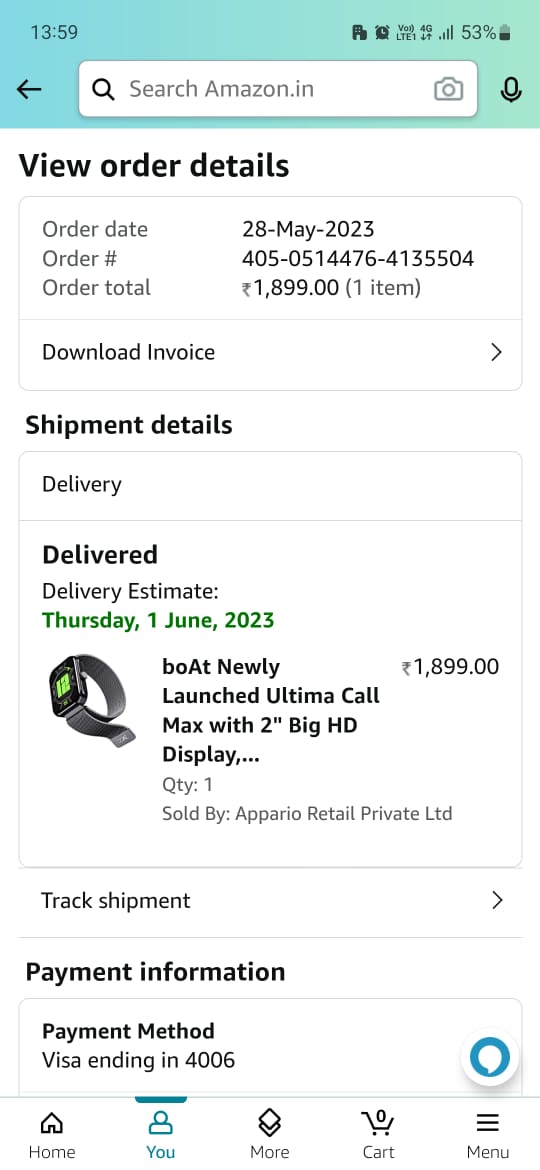 13:59 Vo) LTE1 4G 53%
Search Amazon.in
View order details
Order date 28-May-2023
Order # 405-0514476-4135504
Order total ₹1,899.00 (1 item)
Download Invoice
Shipment details
Delivery
Delivered
Delivery Estimate:
Thursday, 1 June, 2023
boAt Newly ₹1,899.00
Launched Ultima Call
Max with 2" Big HD
Display,...
Qty: 1
Sold By: Appario Retail Private Ltd
Track shipment
Payment information
Payment Method
Visa ending in 4006
0
Home You More Cart Menu